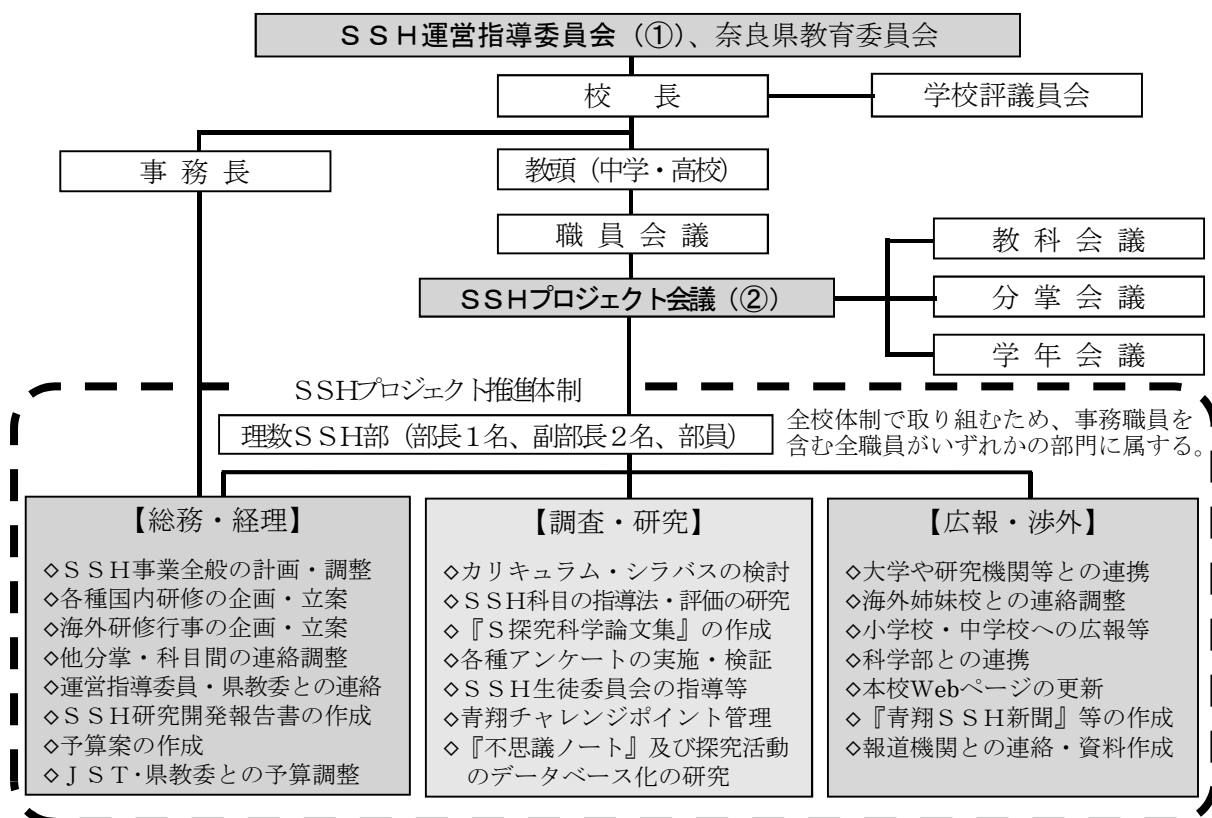 ＳＳＨ運営指導委員会（①）、奈良県教育委員会
校　長
学校評議員会
事 務 長
教頭（中学・高校）
職 員 会 議
教 科 会 議
ＳＳＨプロジェクト会議（②）
分 掌 会 議
学 年 会 議
ＳＳＨプロジェクト推進体制
理数ＳＳＨ部（部長１名、副部長２名、部員）
全校体制で取り組むため、事務職員を
含む全職員がいずれかの部門に属する。
【総務・経理】
◇ＳＳＨ事業全般の計画・調整
◇各種国内研修の企画・立案
◇海外研修行事の企画・立案
◇他分掌・科目間の連絡調整
◇運営指導委員・県教委との連絡
◇ＳＳＨ研究開発報告書の作成
◇予算案の作成
◇ＪＳＴ･県教委との予算調整
【調査・研究】
◇カリキュラム・シラバスの検討
◇ＳＳＨ科目の指導法・評価の研究
◇『Ｓ探究科学論文集』の作成
◇各種アンケートの実施・検証
◇ＳＳＨ生徒委員会の指導等
◇青翔チャレンジポイント管理
◇『不思議ノート』及び探究活動
のデータベース化の研究
【広報・渉外】
◇大学や研究機関等との連携
◇海外姉妹校との連絡調整
◇小学校・中学校への広報等
◇科学部との連携
◇本校Webページの更新
◇『青翔ＳＳＨ新聞』等の作成
◇報道機関との連絡・資料作成